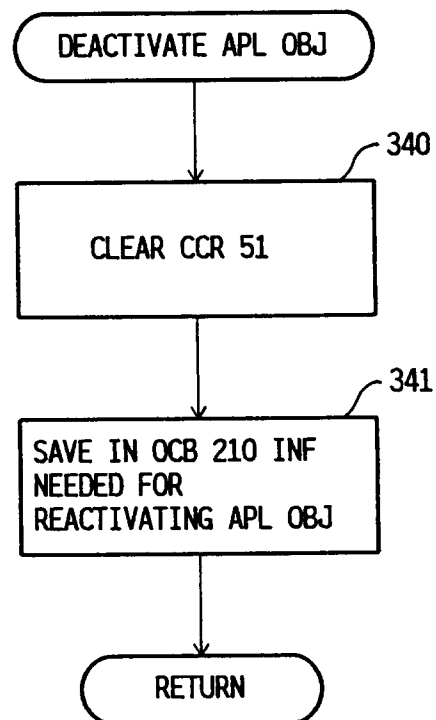 DEACTIVATE APL OBJ
340
CLEAR CCR 51
341
SAVE IN OCB 210 INF
NEEDED FOR
REACTIVATING APL OBJ
RETURN